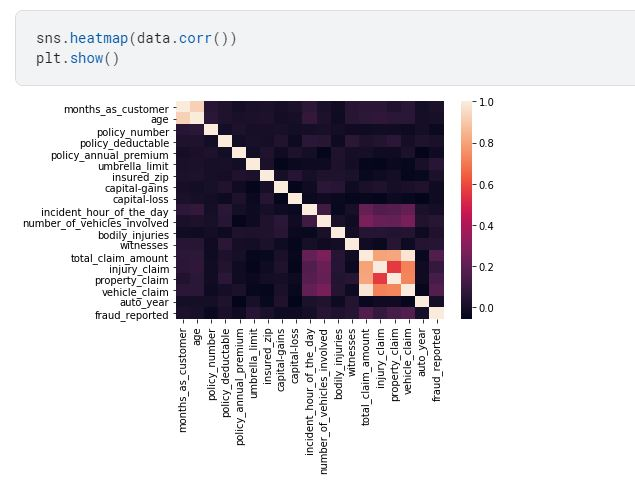 sns.heatmap(data.corr())
plt.show()
months_as_customer
age
policy_number
policy_deductable
policy_annual_premium
umbrella_limit
insured_zip
capital-gains
capital-loss
incident_hour_of_the_day
number_of_vehicles_involved
bodily_injuries
witnesses
total_claim_amount
injury_claim
property_claim
vehicle_claim
auto_year
fraud_reported
1.0
0.8
0.6
0.4
0.2
0.0
months_as_customer
age
policy_number
policy_deductable
policy_annual_premium
umbrella_limit
insured_zip
capital-gains
capital-loss
incident_hour_of_the_day
number_of_vehicles_involved
bodily_injuries
witnesses
total_claim_amount
injury_claim
property_claim
vehicle_claim
auto_year
fraud_reported